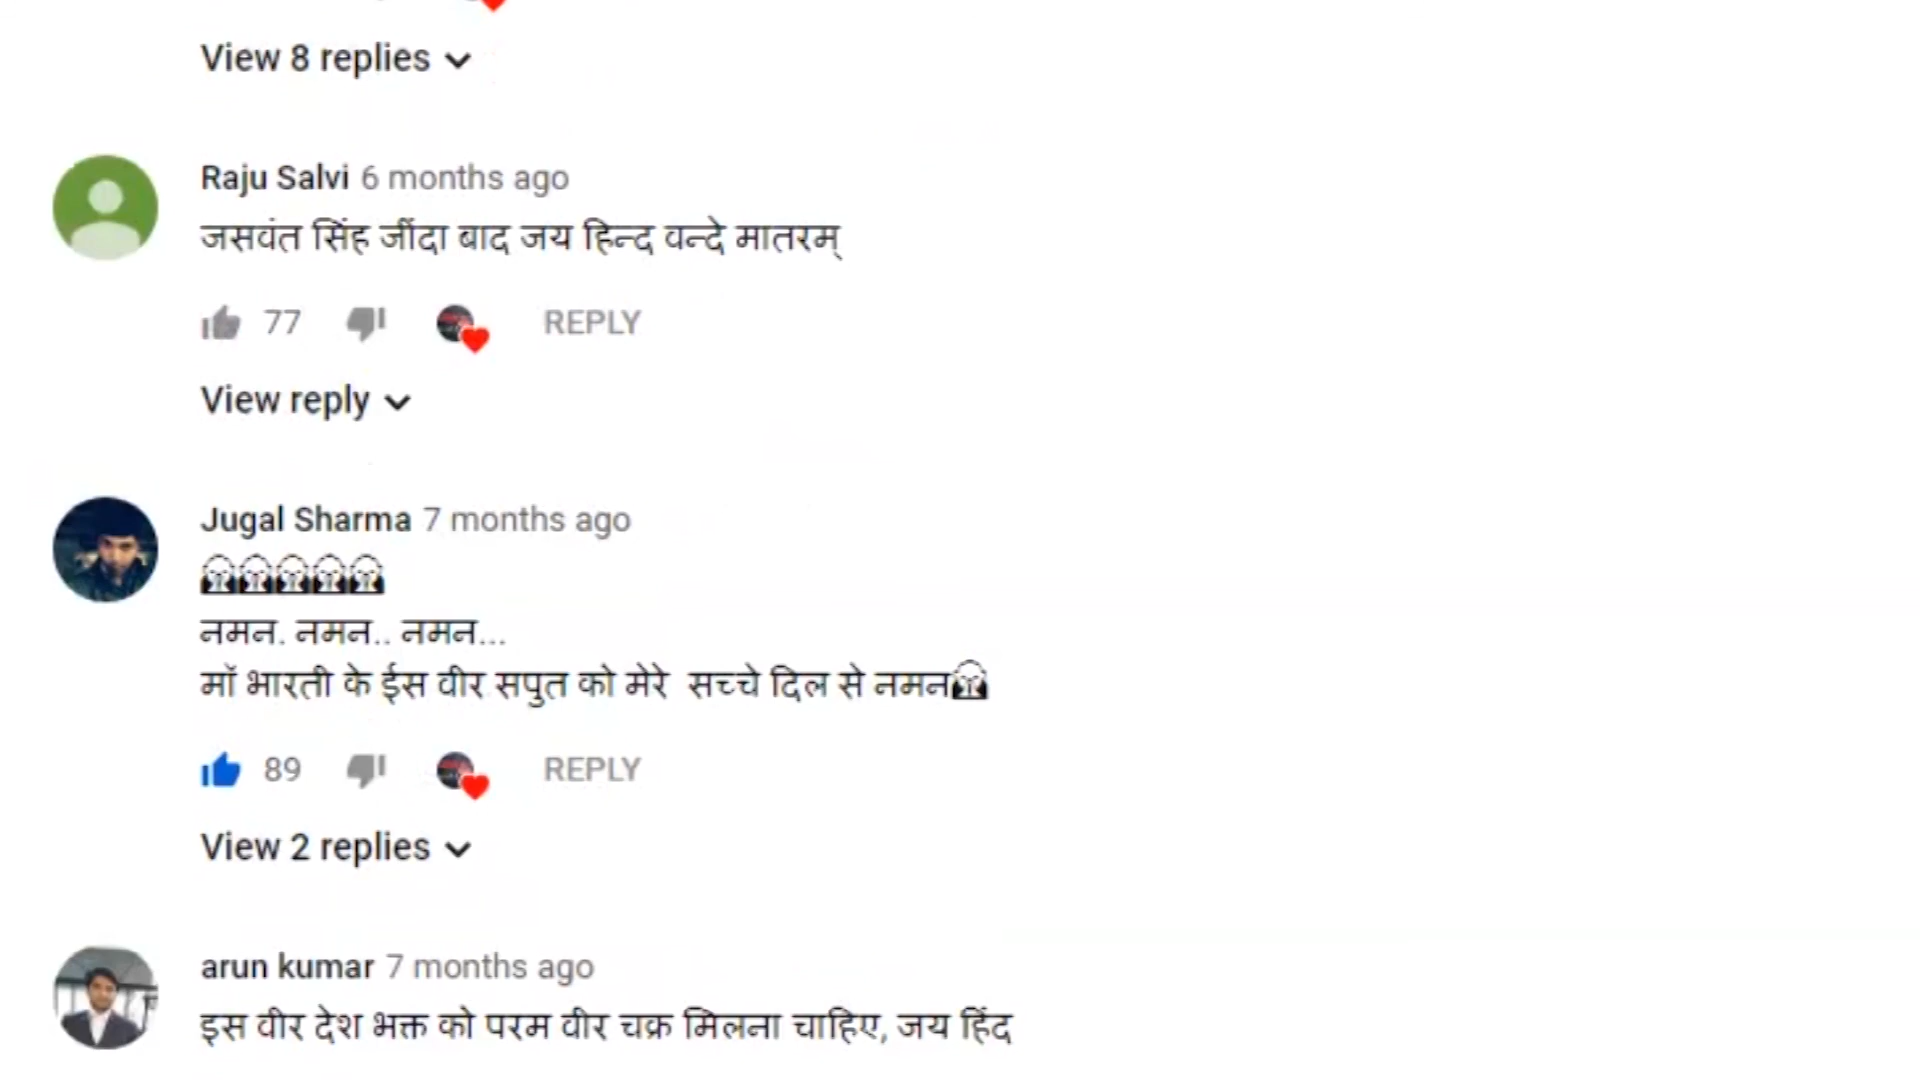 View 8 replies
Raju Salvi 6 months ago
जसवंत सिंह जींदा बाद जय हिन्द वन्दे मातरम्
77 REPLY
View reply
Jugal Sharma 7 months ago
नमन. नमन.. नमन...
मॉ भारती के ईस वीर सपुत को मेरे सच्चे दिल से नमन
89 REPLY
View 2 replies
arun kumar 7 months ago
इस वीर देश भक्त को परम वीर चक्र मिलना चाहिए, जय हिंद